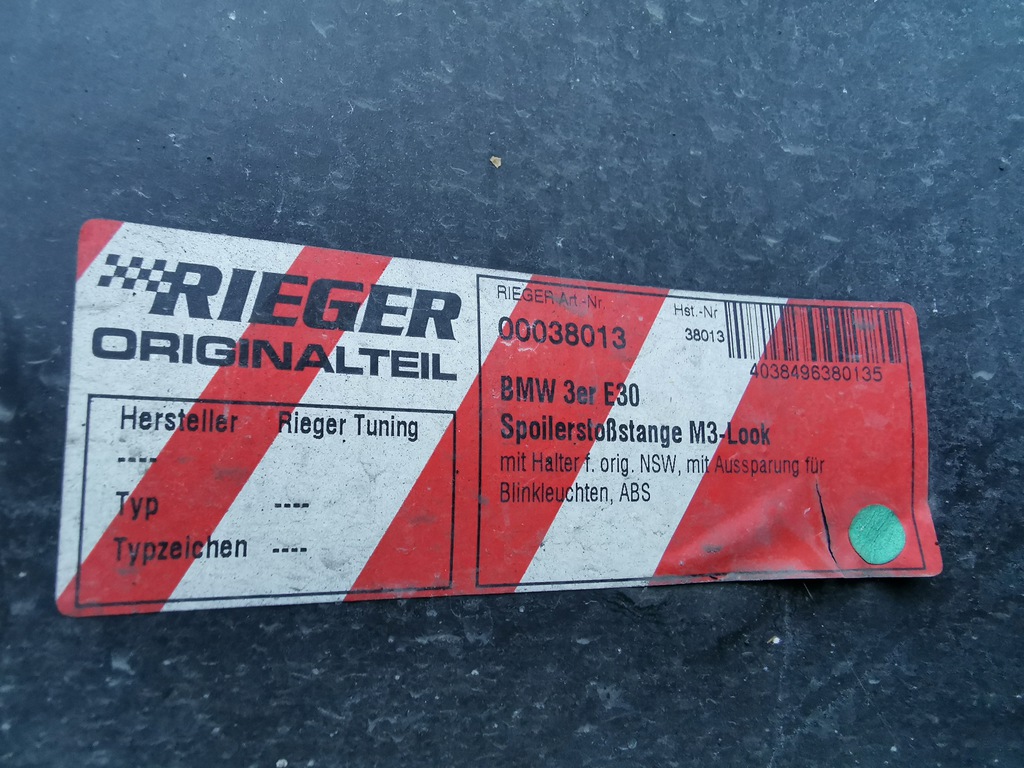 RIEGER
ORIGINALTEIL
Hersteller Rieger Tuning
----
Typ ----
Typzeichen ----
RIEGER Art.-Nr.
00038013
Hst.-Nr
38013
4038496380135
BMW 3er E30
Spoilerstoßstange M3-Look
mit Halter f. orig. NSW, mit Aussparung für
Blinkleuchten, ABS